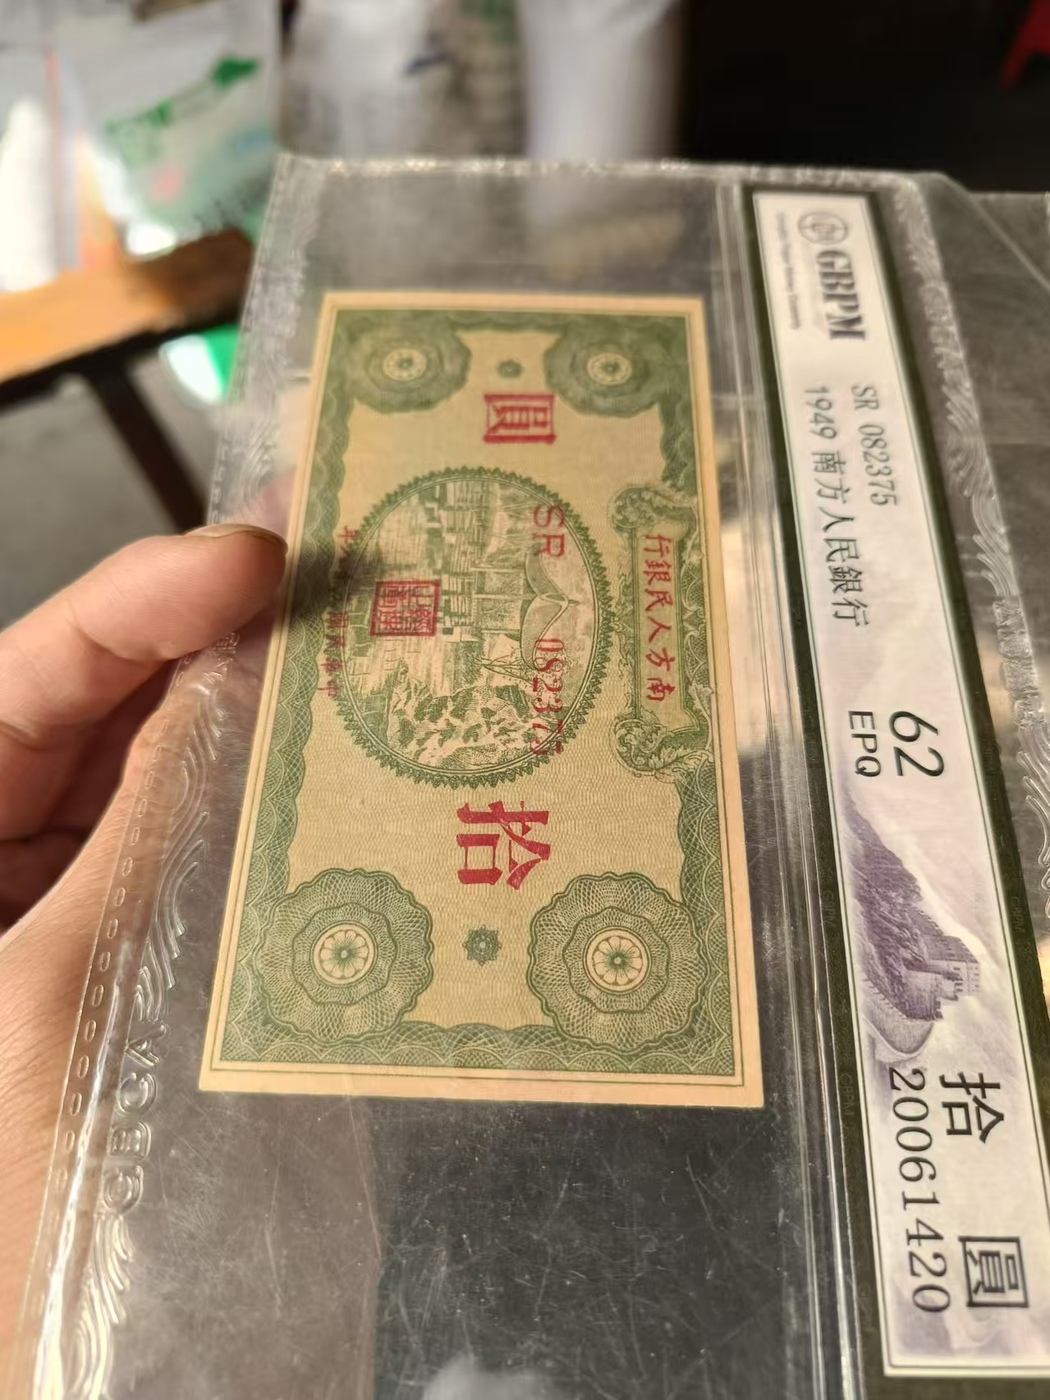 GBPM
SR 082375
1949 南方人民銀行
62
EPQ
拾 圓
20061420
行銀民人方南
圓 拾
SR 082375
CBCA